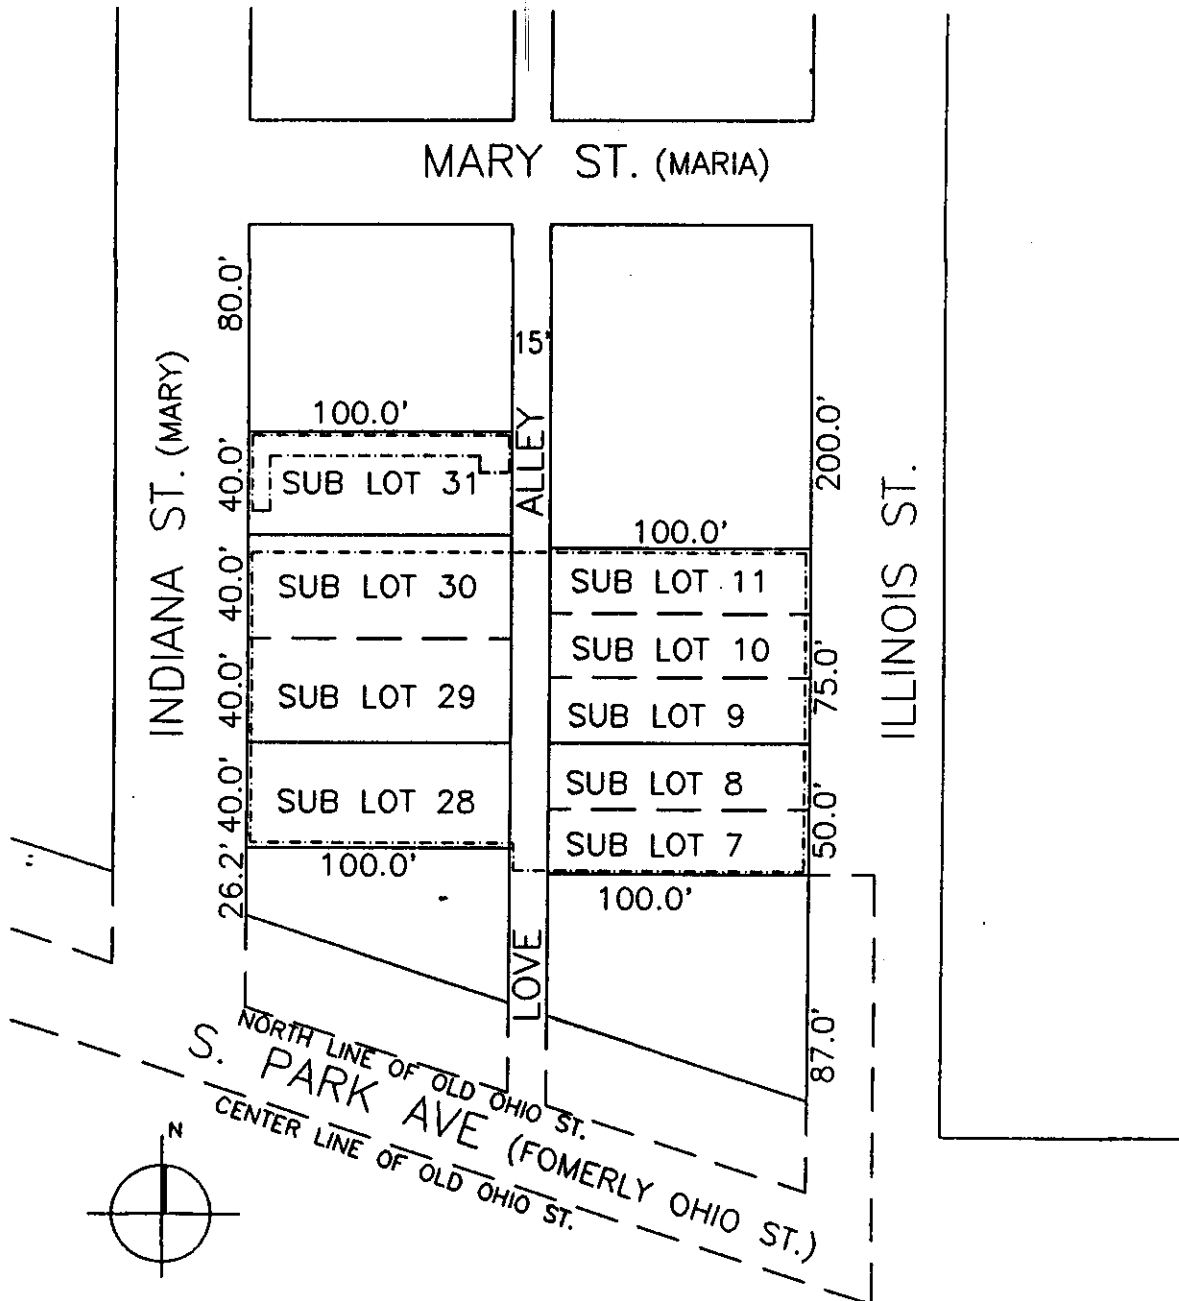 MARY ST. (MARIA)
80.0'
15'
INDIANA ST. (MARY)
100.0'
ALLEY
200.0'
ILLINOIS ST.
40.0'
SUB LOT 31
100.0'
40.0'
SUB LOT 30
SUB LOT 11
SUB LOT 10
40.0'
SUB LOT 29
75.0'
SUB LOT 9
40.0'
SUB LOT 28
SUB LOT 8
50.0'
SUB LOT 7
26.2'
100.0'
100.0'
LOVE
87.0'
NORTH LINE OF OLD OHIO ST.
S. PARK AVE (FOMERLY OHIO ST.)
CENTER LINE OF OLD OHIO ST.
N